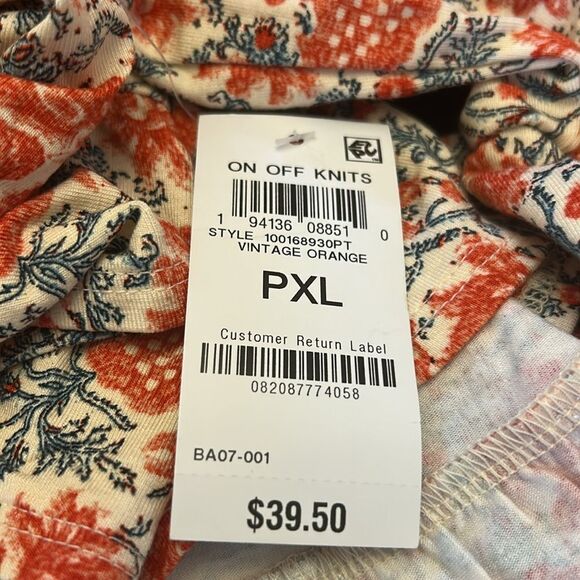 ON OFF KNITS
1 94136 08851 0
STYLE 100168930PT
VINTAGE ORANGE
PXL
Customer Return Label
082087774058
BA07-001
$39.50